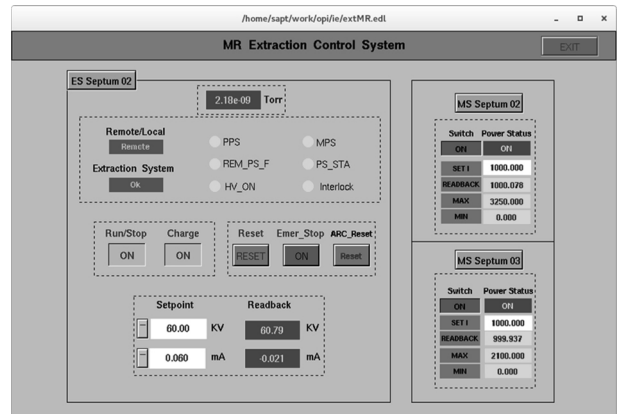 /home/sapt/work/opi/ie/extMR.edl
MR Extraction Control System
EXIT
ES Septum 02
2.18e-09 Torr
Remote/Local
Remote
Extraction System
Ok
PPS
MPS
REM_PS_F
PS_STA
HV_ON
Interlock
Run/Stop Charge
ON ON
Reset Emer_Stop ARC_Reset
RESET ON Reset
Setpoint Readback
60.00 KV 60.79 KV
0.060 mA -0.021 mA
MS Septum 02
Switch Power Status
ON ON
SET I 1000.000
READBACK 1000.078
MAX 3250.000
MIN 0.000
MS Septum 03
Switch Power Status
ON ON
SET I 1000.000
READBACK 999.937
MAX 2100.000
MIN 0.000